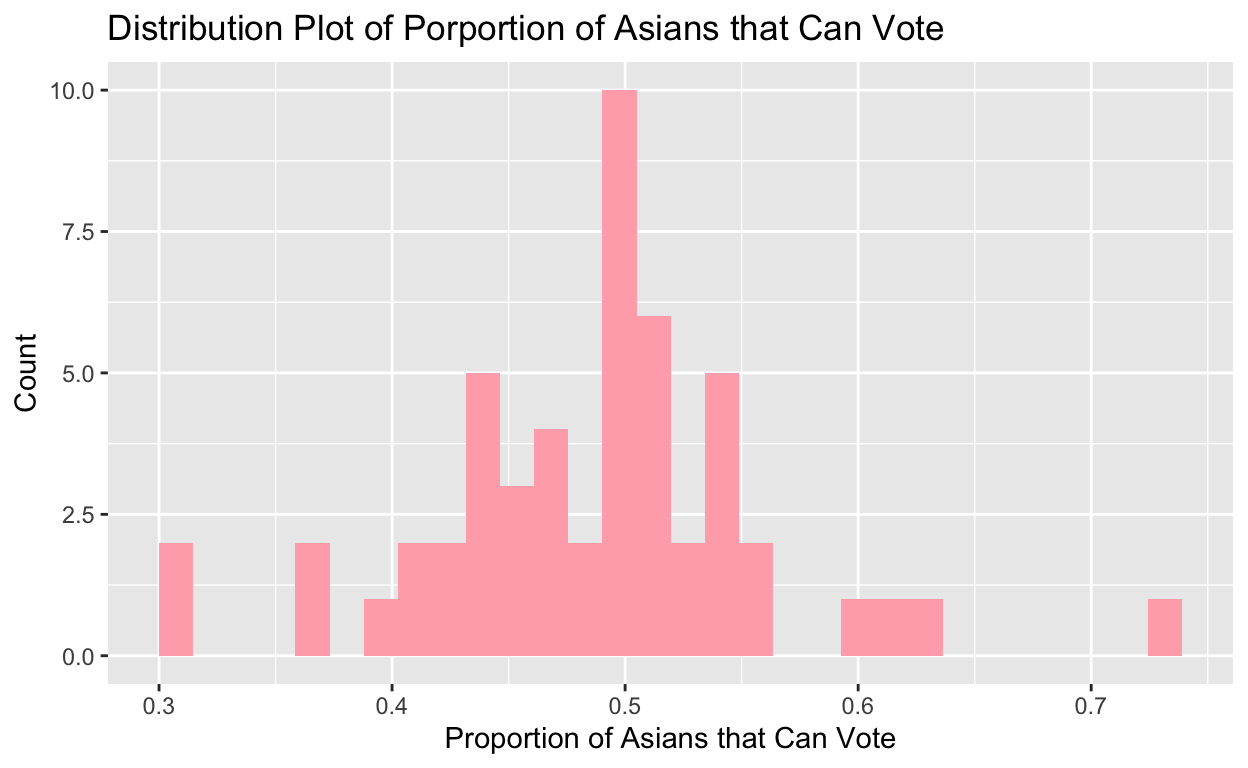 Distribution Plot of Porportion of Asians that Can Vote
10.0
7.5
5.0
2.5
0.0
Count
0.3 0.4 0.5 0.6 0.7
Proportion of Asians that Can Vote